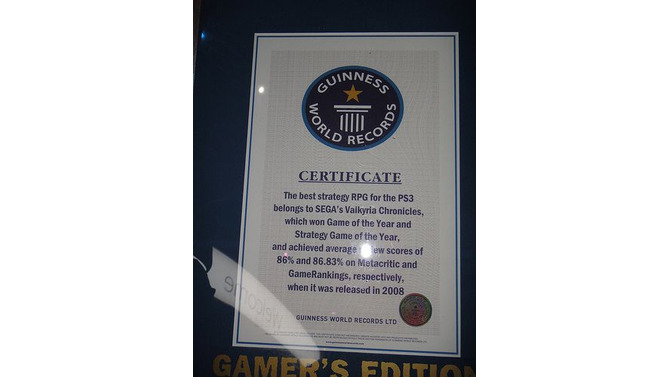 GUINNESS
WORLD RECORDS
CERTIFICATE
The best strategy RPG for the PS3
belongs to SEGA's Valkyria Chronicles,
which won Game of the Year and
Strategy Game of the Year,
and achieved average scores of
86% and 86.83% on Metacritic and
GameRankings, respectively,
when it was released in 2008
GUINNESS WORLD RECORDS LTD
Welcome
GAMER'S EDITION